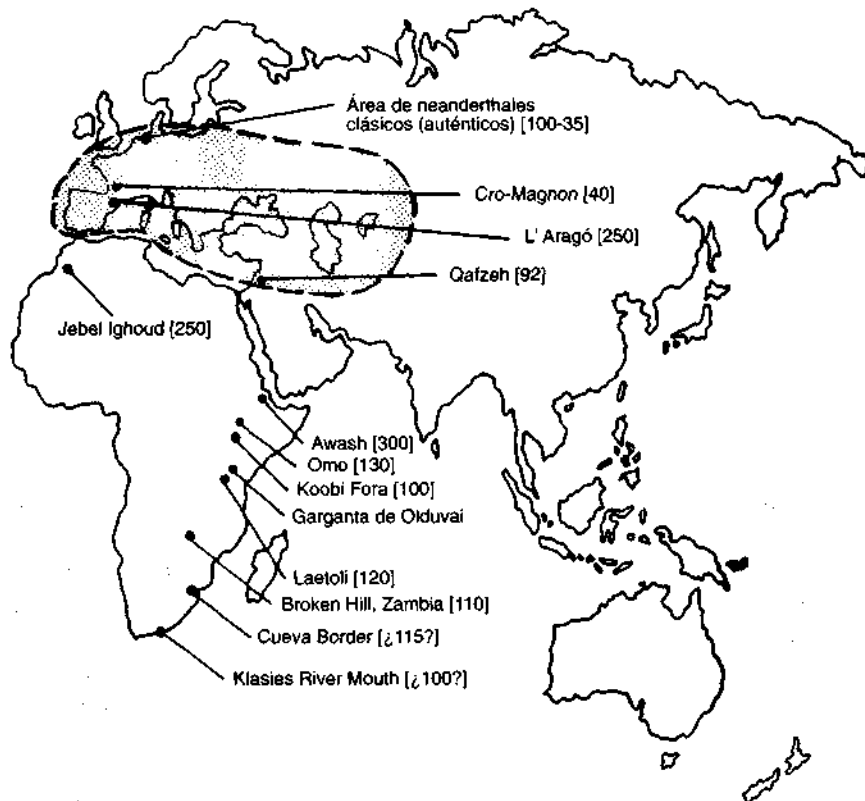 Área de neanderthales
clásicos (auténticos) [100-35]
Cro-Magnon [40]
L' Aragó [250]
Qafzeh [92]
Jebel Ighoud [250]
Awash [300]
Omo [130]
Koobi Fora [100]
Garganta de Olduvai
Laetoli [120]
Broken Hill, Zambia [110]
Cueva Border [¿115?]
Klasies River Mouth [¿100?]